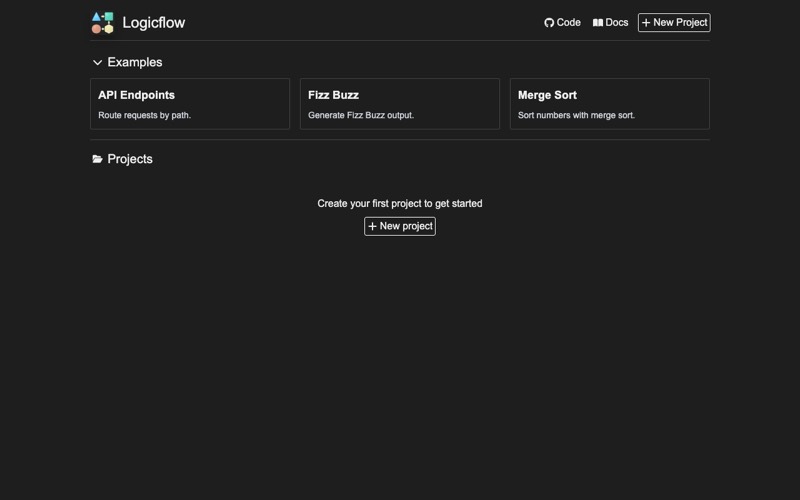 Logicflow
Code
Docs
New Project
Examples
API Endpoints
Route requests by path.
Fizz Buzz
Generate Fizz Buzz output.
Merge Sort
Sort numbers with merge sort.
Projects
Create your first project to get started
New project